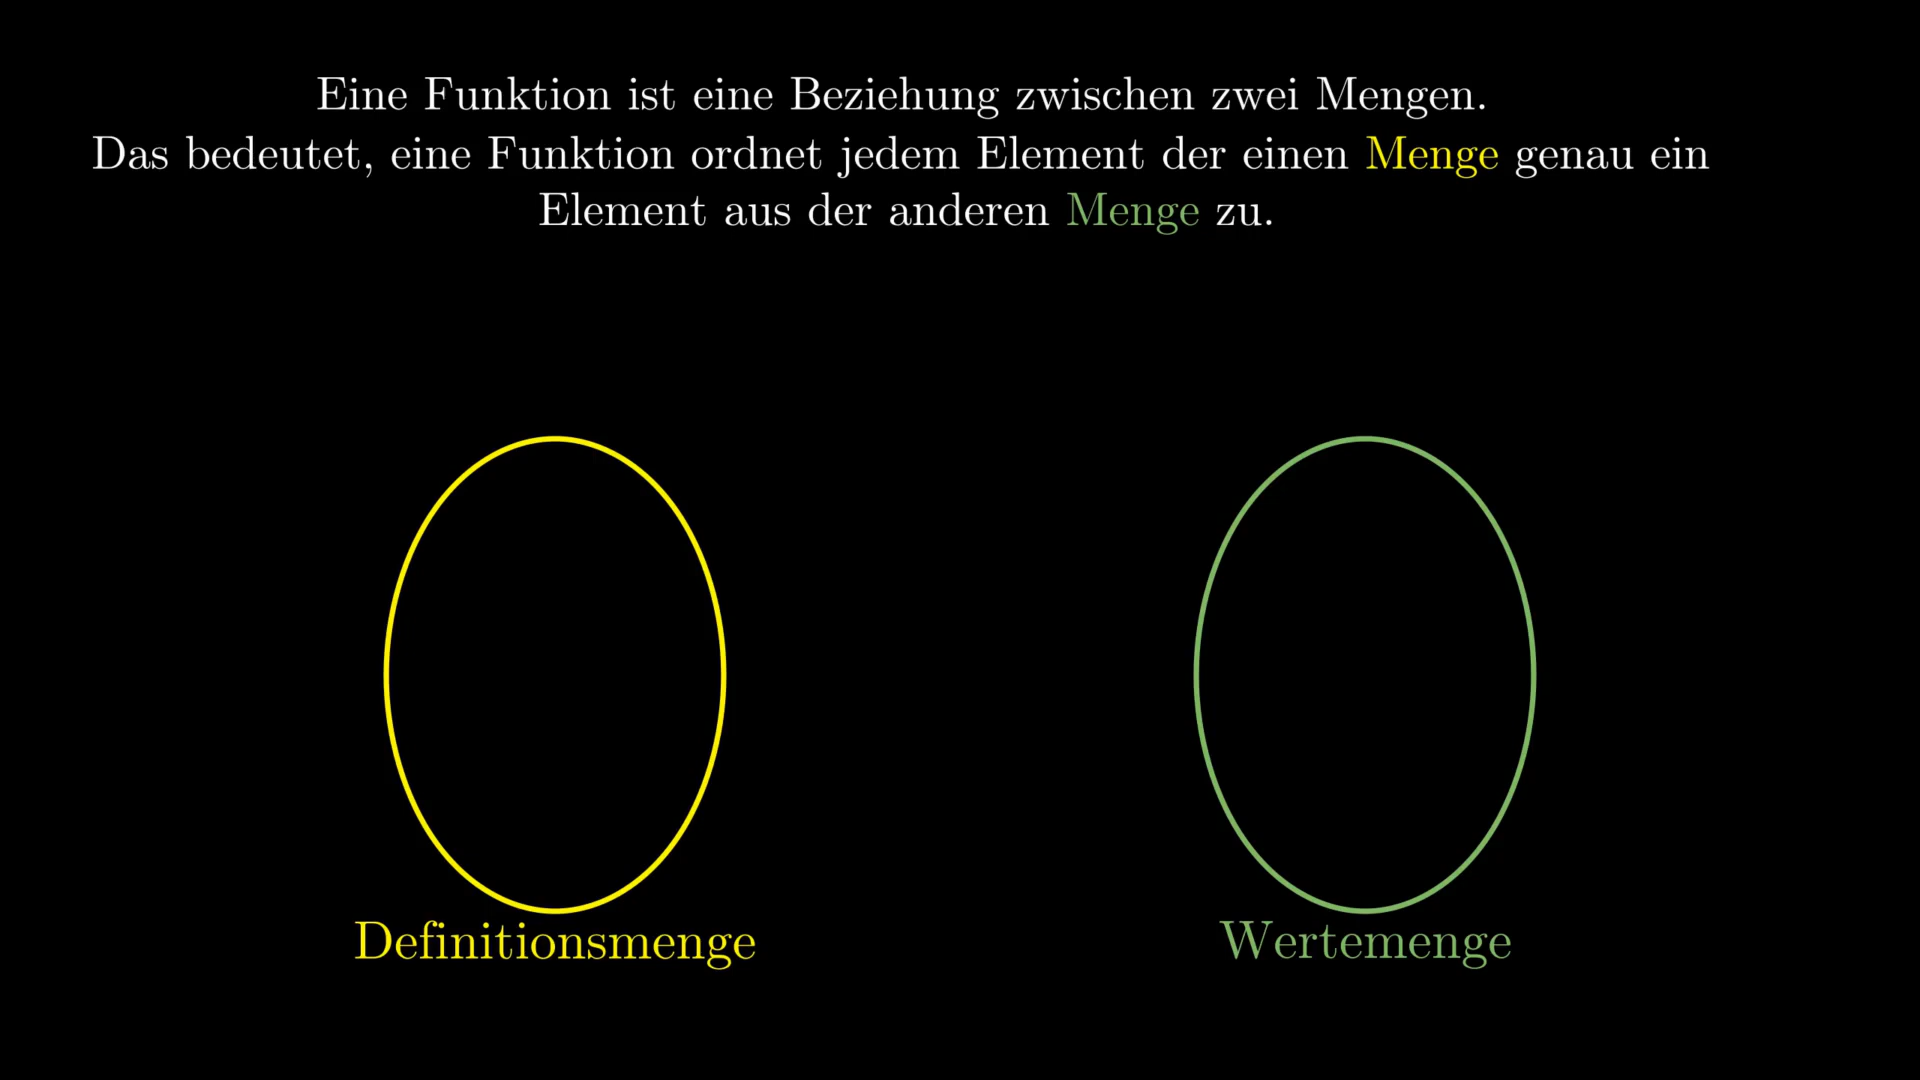 Eine Funktion ist eine Beziehung zwischen zwei Mengen.
Das bedeutet, eine Funktion ordnet jedem Element der einen Menge genau ein
Element aus der anderen Menge zu.
Definitionsmenge
Wertemenge